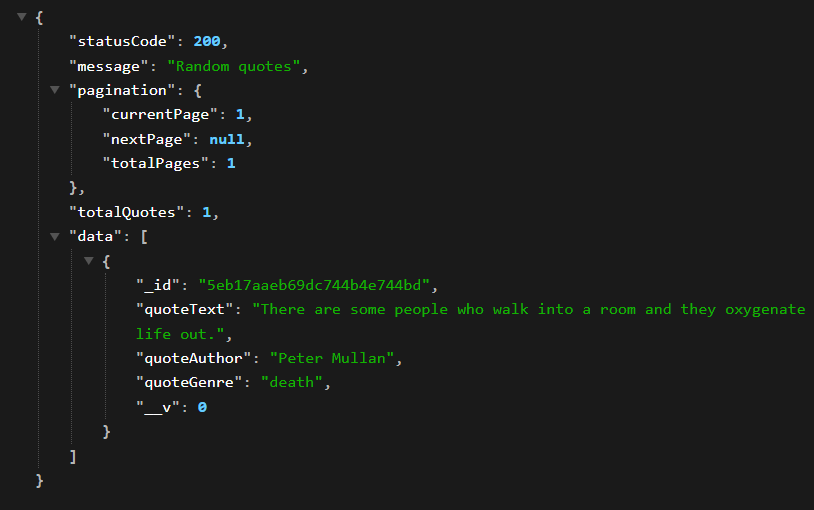 {
"statusCode": 200,
"message": "Random quotes",
"pagination": {
"currentPage": 1,
"nextPage": null,
"totalPages": 1
},
"totalQuotes": 1,
"data": [
{
"_id": "5eb17aaeb69dc744b4e744bd",
"quoteText": "There are some people who walk into a room and they oxygenate
life out.",
"quoteAuthor": "Peter Mullan",
"quoteGenre": "death",
"__v": 0
}
]
}